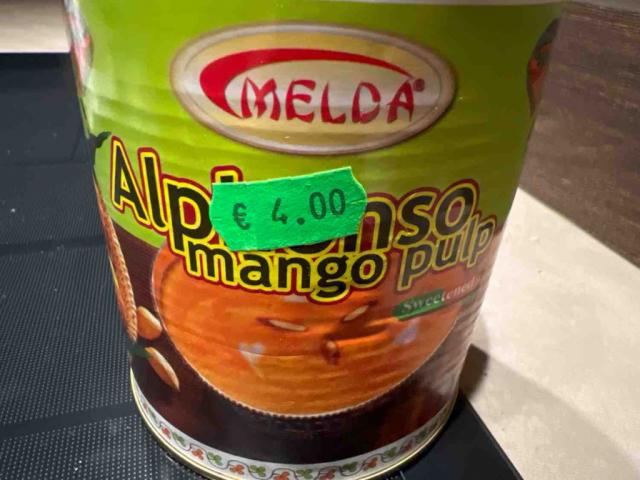 MELDA®
Alphonso
€ 4.00
mango pulp
Sweetened